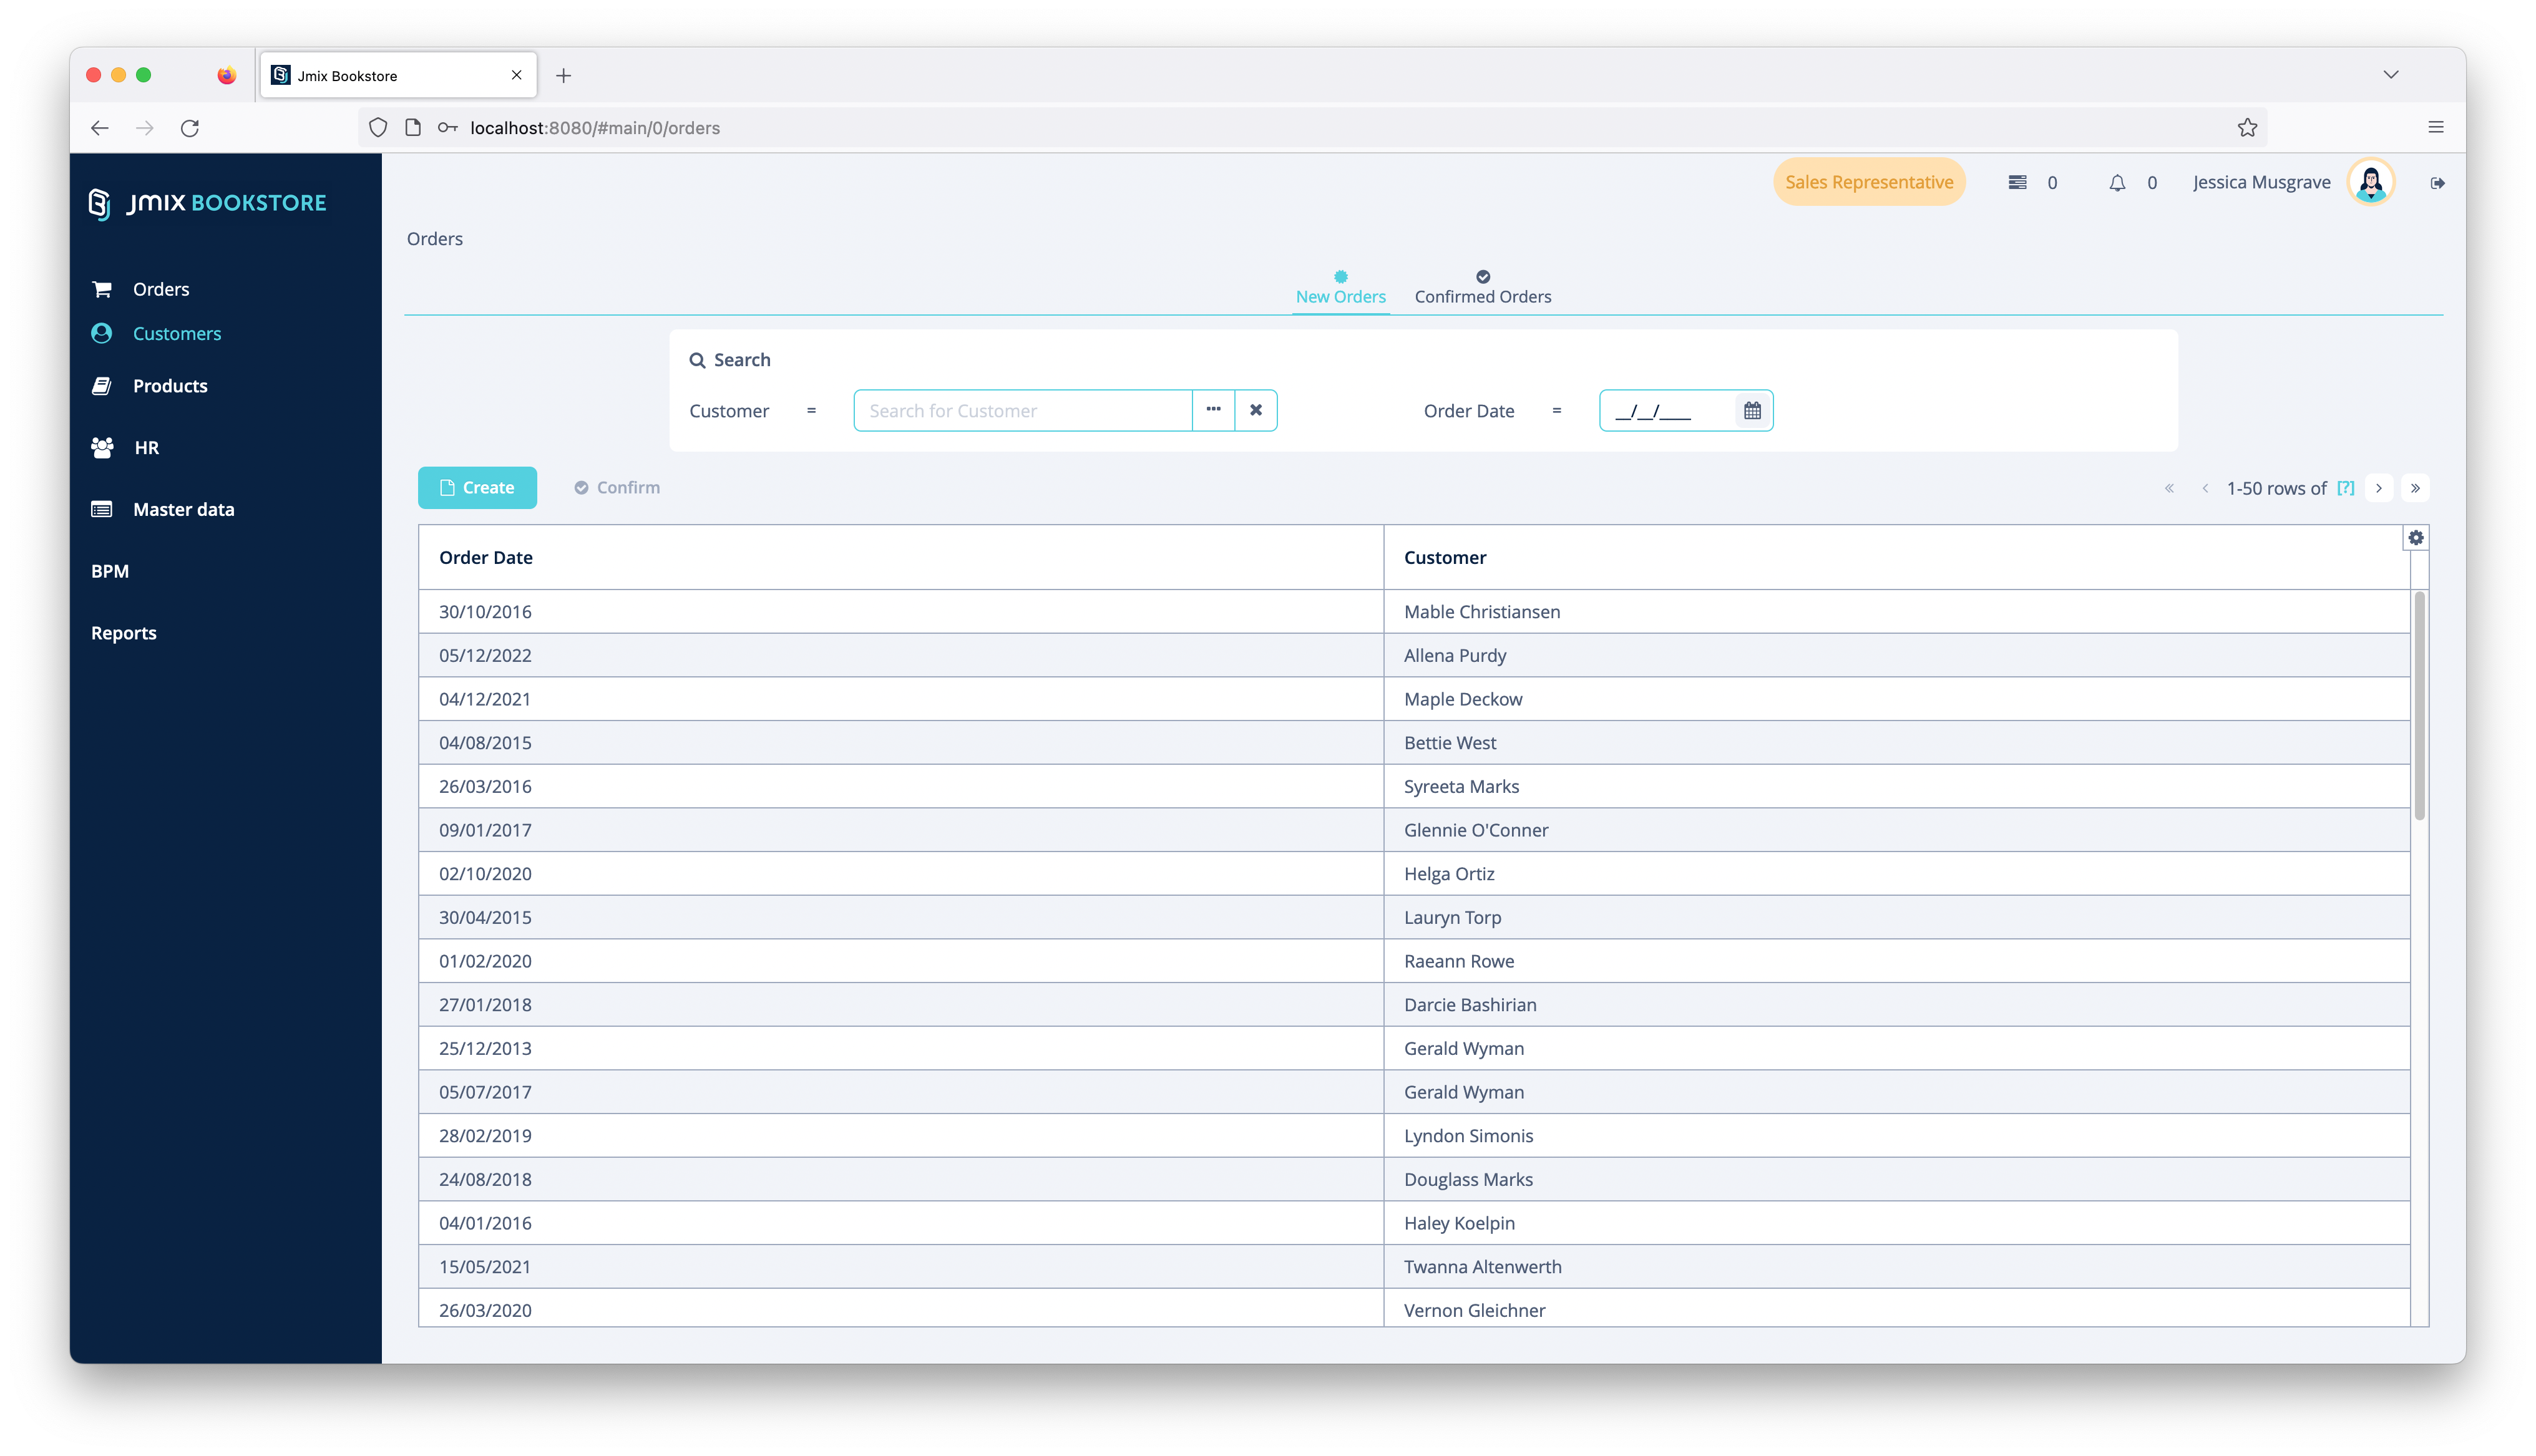 Jmix Bookstore
localhost:8080/#main/0/orders
JMIX BOOKSTORE
Sales Representative 0 0 Jessica Musgrave
Orders
Orders
Customers
Products
HR
Master data
BPM
Reports
New Orders Confirmed Orders
Search
Customer = Search for Customer Order Date = __/__/____
Create Confirm 1-50 rows of [?]
Order Date Customer
30/10/2016 Mable Christiansen
05/12/2022 Allena Purdy
04/12/2021 Maple Deckow
04/08/2015 Bettie West
26/03/2016 Syreeta Marks
09/01/2017 Glennie O'Conner
02/10/2020 Helga Ortiz
30/04/2015 Lauryn Torp
01/02/2020 Raeann Rowe
27/01/2018 Darcie Bashirian
25/12/2013 Gerald Wyman
05/07/2017 Gerald Wyman
28/02/2019 Lyndon Simonis
24/08/2018 Douglass Marks
04/01/2016 Haley Koelpin
15/05/2021 Twanna Altenwerth
26/03/2020 Vernon Gleichner